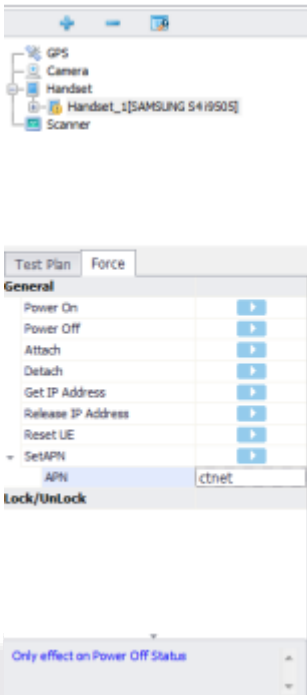 GPS
Camera
Handset
Handset_1[SAMSUNG S4 i9505]
Scanner
Test Plan Force
General
Power On
Power Off
Attach
Detach
Get IP Address
Release IP Address
Reset UE
SetAPN
APN ctnet
Lock/UnLock
Only effect on Power Off Status